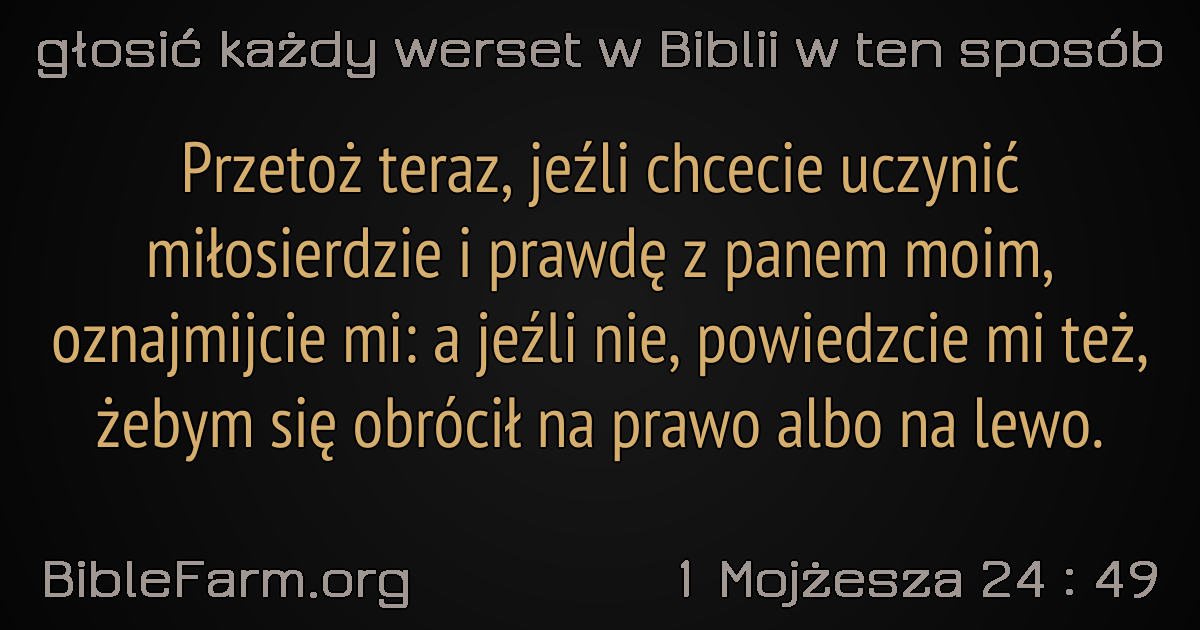 głosić każdy werset w Biblii w ten sposób
Przetoż teraz, jeźli chcecie uczynić
miłosierdzie i prawdę z panem moim,
oznajmijcie mi: a jeźli nie, powiedzcie mi też,
żebym się obrócił na prawo albo na lewo.
BibleFarm.org 1 Mojżesza 24 : 49